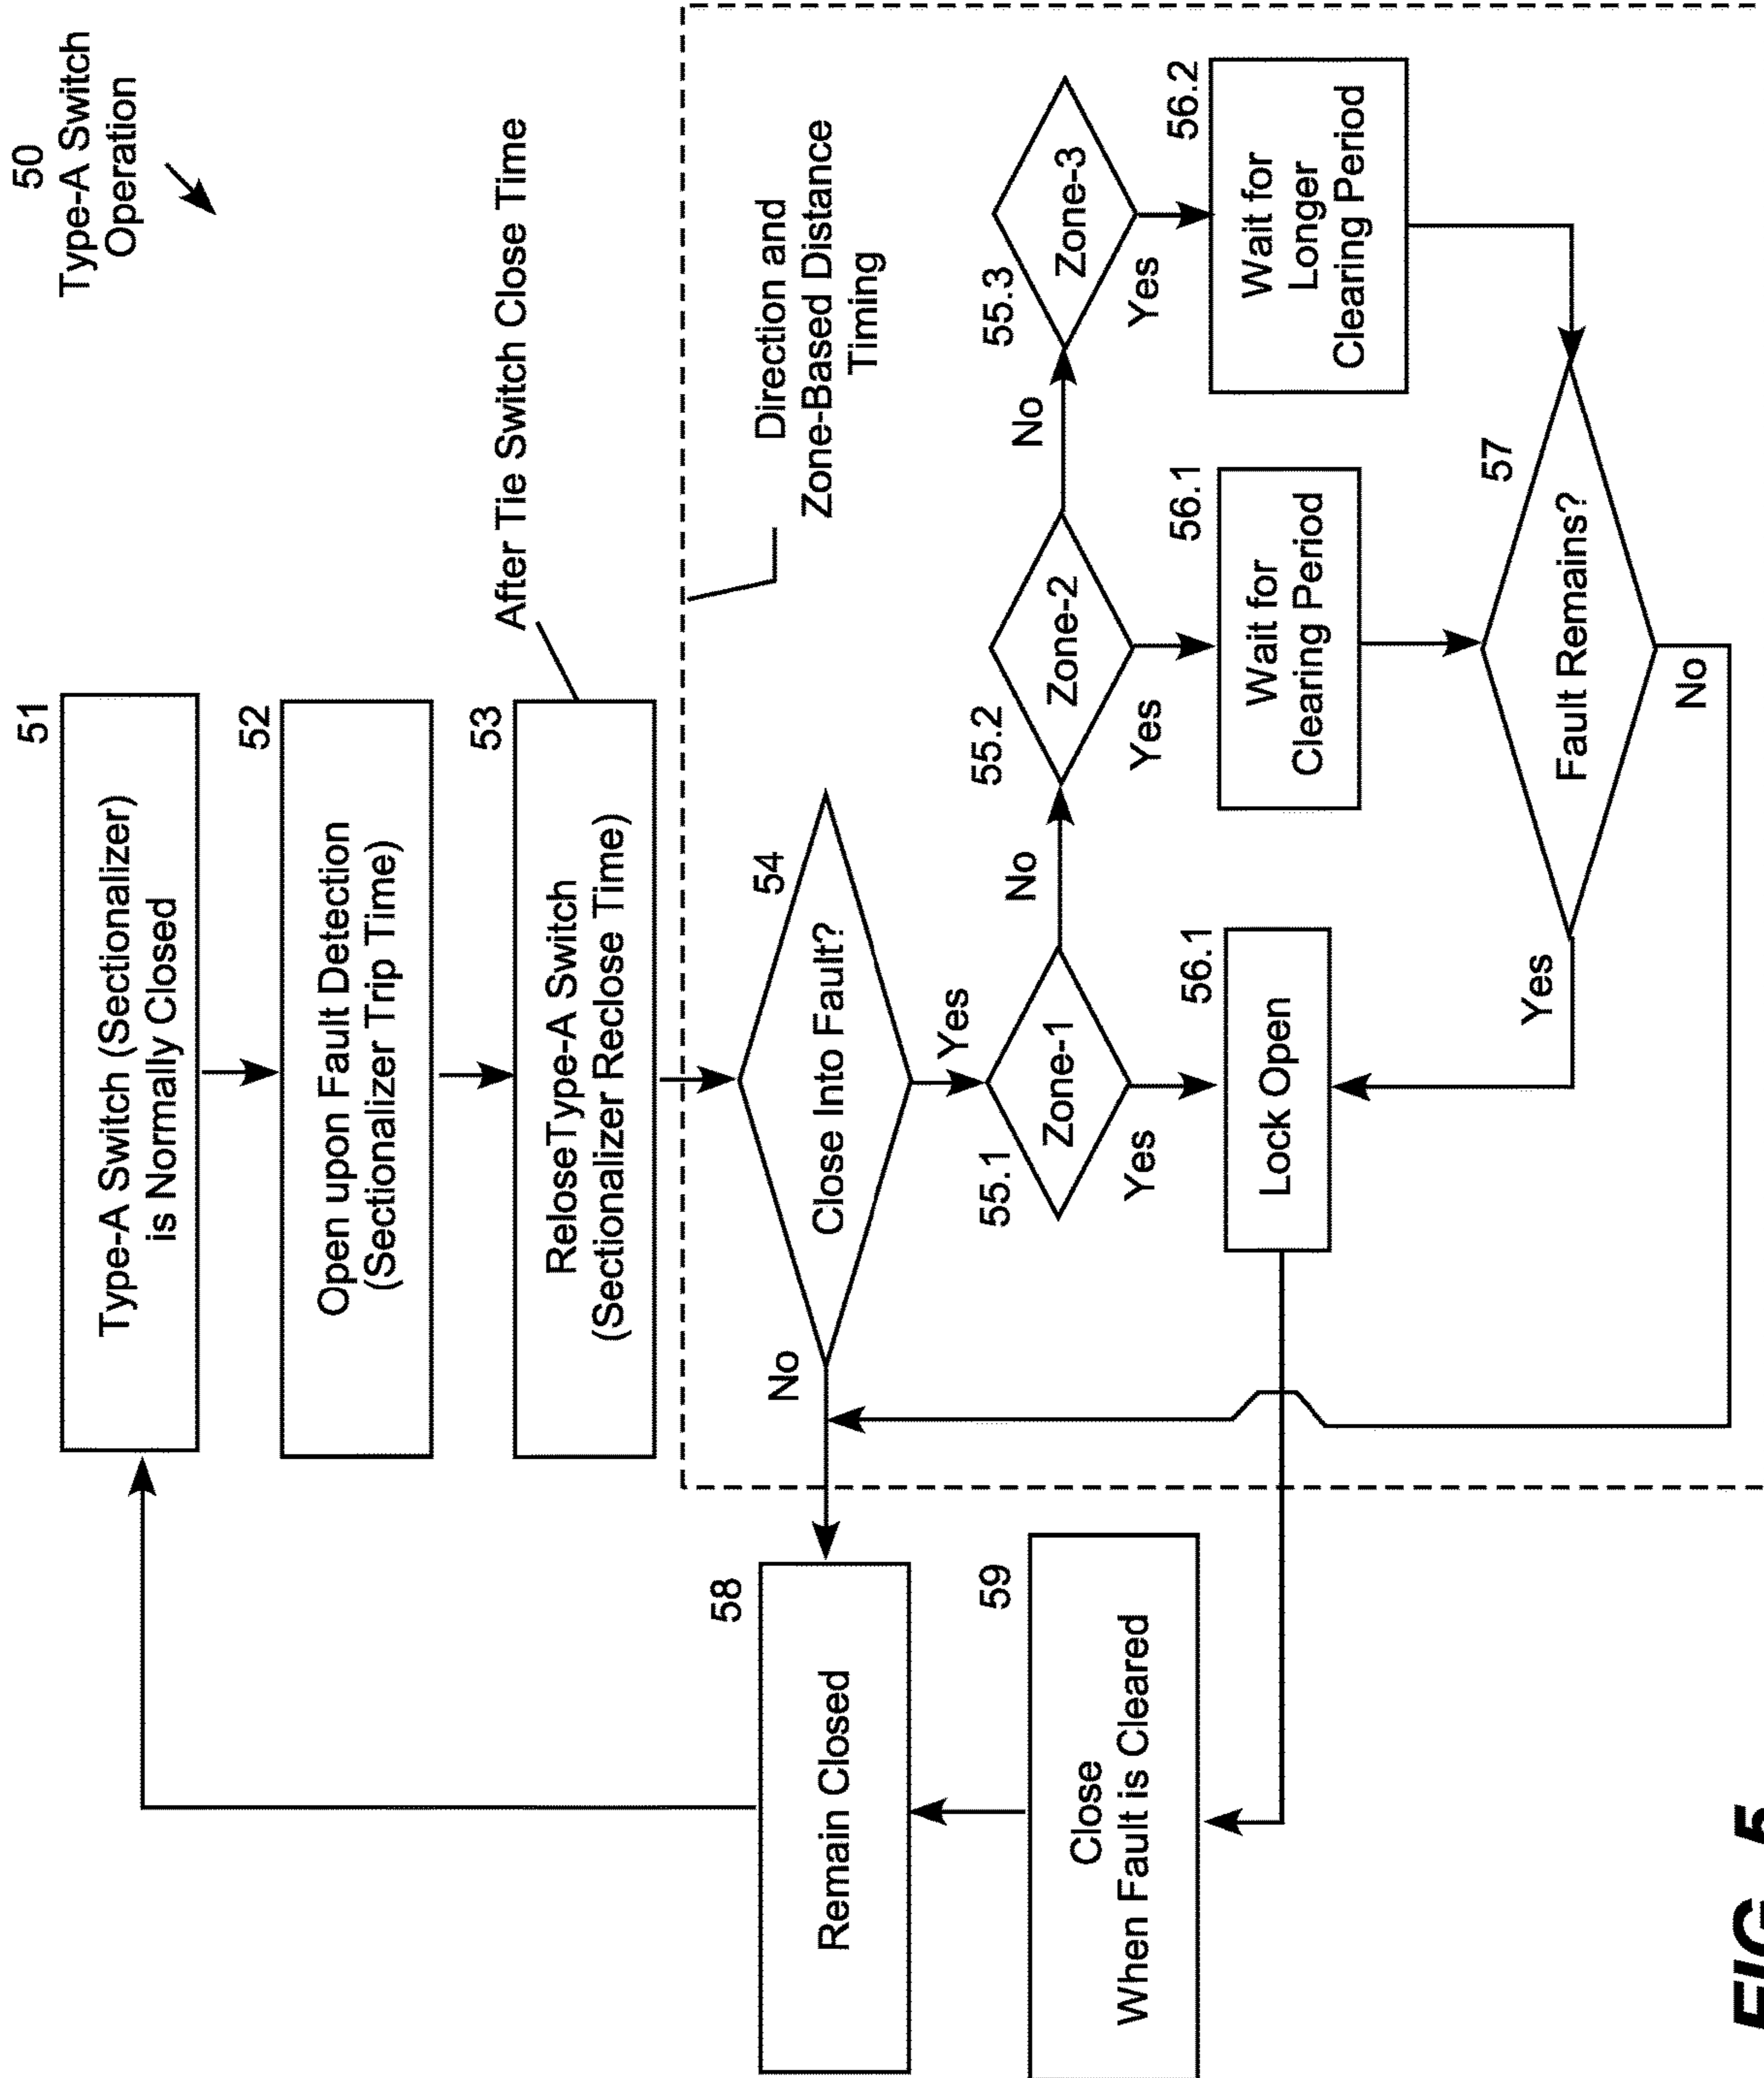 50
Type-A Switch
Operation
51
Type-A Switch (Sectionalizer)
is Normally Closed
52
Open upon Fault Detection
(Sectionalizer Trip Time)
53
ReloseType-A Switch
(Sectionalizer Reclose Time)
After Tie Switch Close Time
Direction and
Zone-Based Distance
Timing
54
Close Into Fault?
No
Yes
55.1
Zone-1
No
Yes
55.2
Zone-2
No
Yes
55.3
Zone-3
Yes
56.1
Lock Open
56.1
Wait for
Clearing Period
56.2
Wait for
Longer
Clearing Period
57
Fault Remains?
Yes
No
58
Remain Closed
59
Close
When Fault is Cleared
FIG. 5